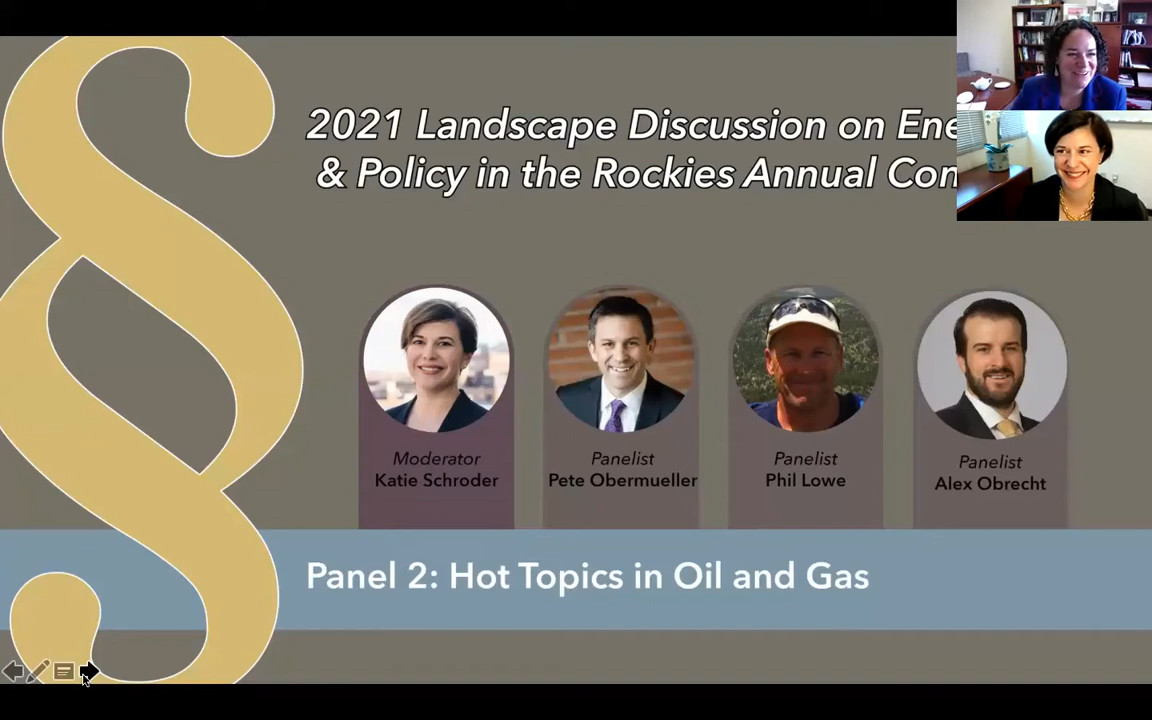 2021 Landscape Discussion on Ene
& Policy in the Rockies Annual Con
Moderator
Katie Schroder
Panelist
Pete Obermueller
Panelist
Phil Lowe
Panelist
Alex Obrecht
Panel 2: Hot Topics in Oil and Gas